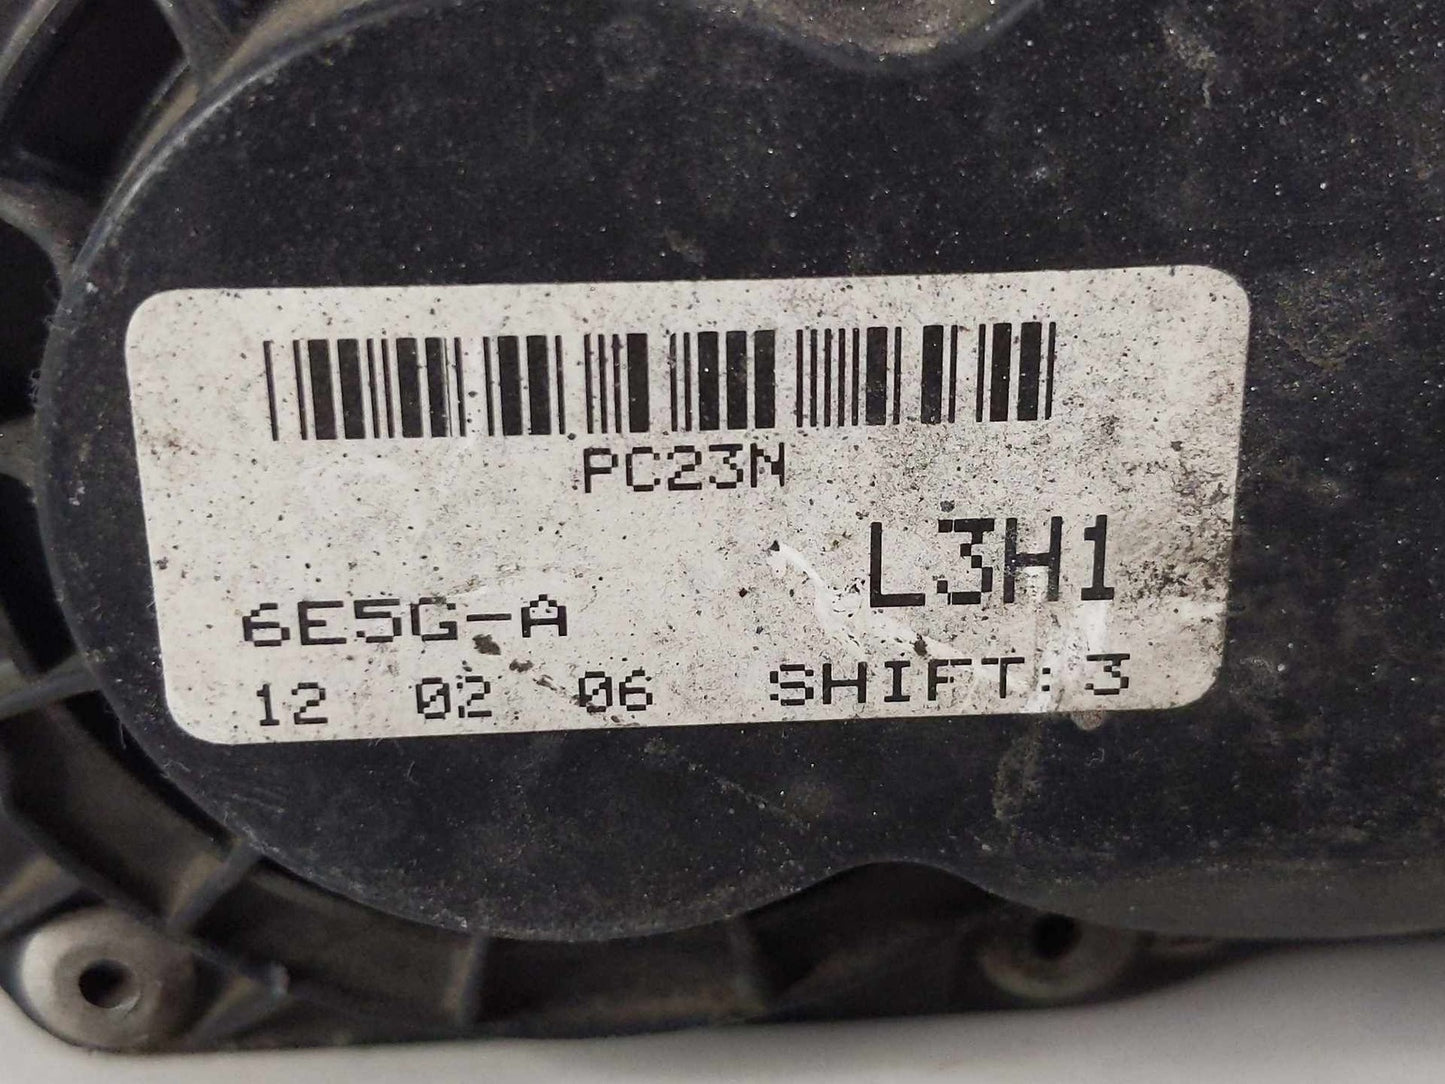 PC23N
L3H1
6E5G-A
12 02 06 SHIFT: 3